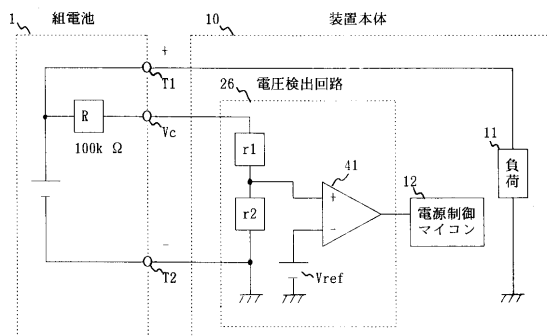 1
組電池
10
装置本体
+
T1
26
電圧検出回路
R
100k Ω
Vc
r1
41
+
-
r2
12
電源制御
マイコン
11
負荷
-
T2
Vref